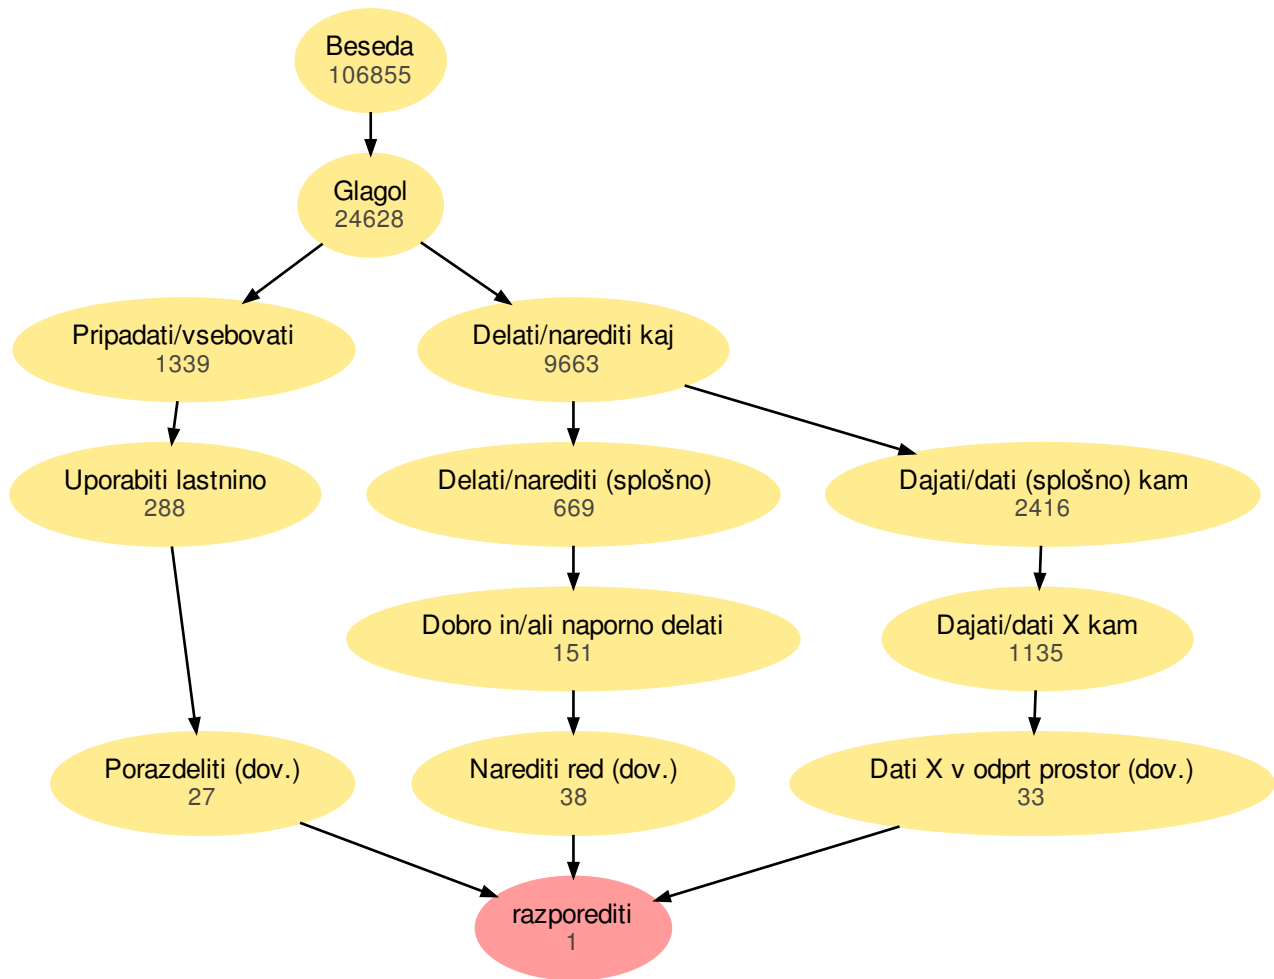 Beseda
106855
Glagol
24628
Pripadati/vsebovati
1339
Delati/narediti kaj
9663
Uporabiti lastnino
288
Delati/narediti (splošno)
669
Dajati/dati (splošno) kam
2416
Dobro in/ali naporno delati
151
Dajati/dati X kam
1135
Porazdeliti (dov.)
27
Narediti red (dov.)
38
Dati X v odprt prostor (dov.)
33
razporediti
1